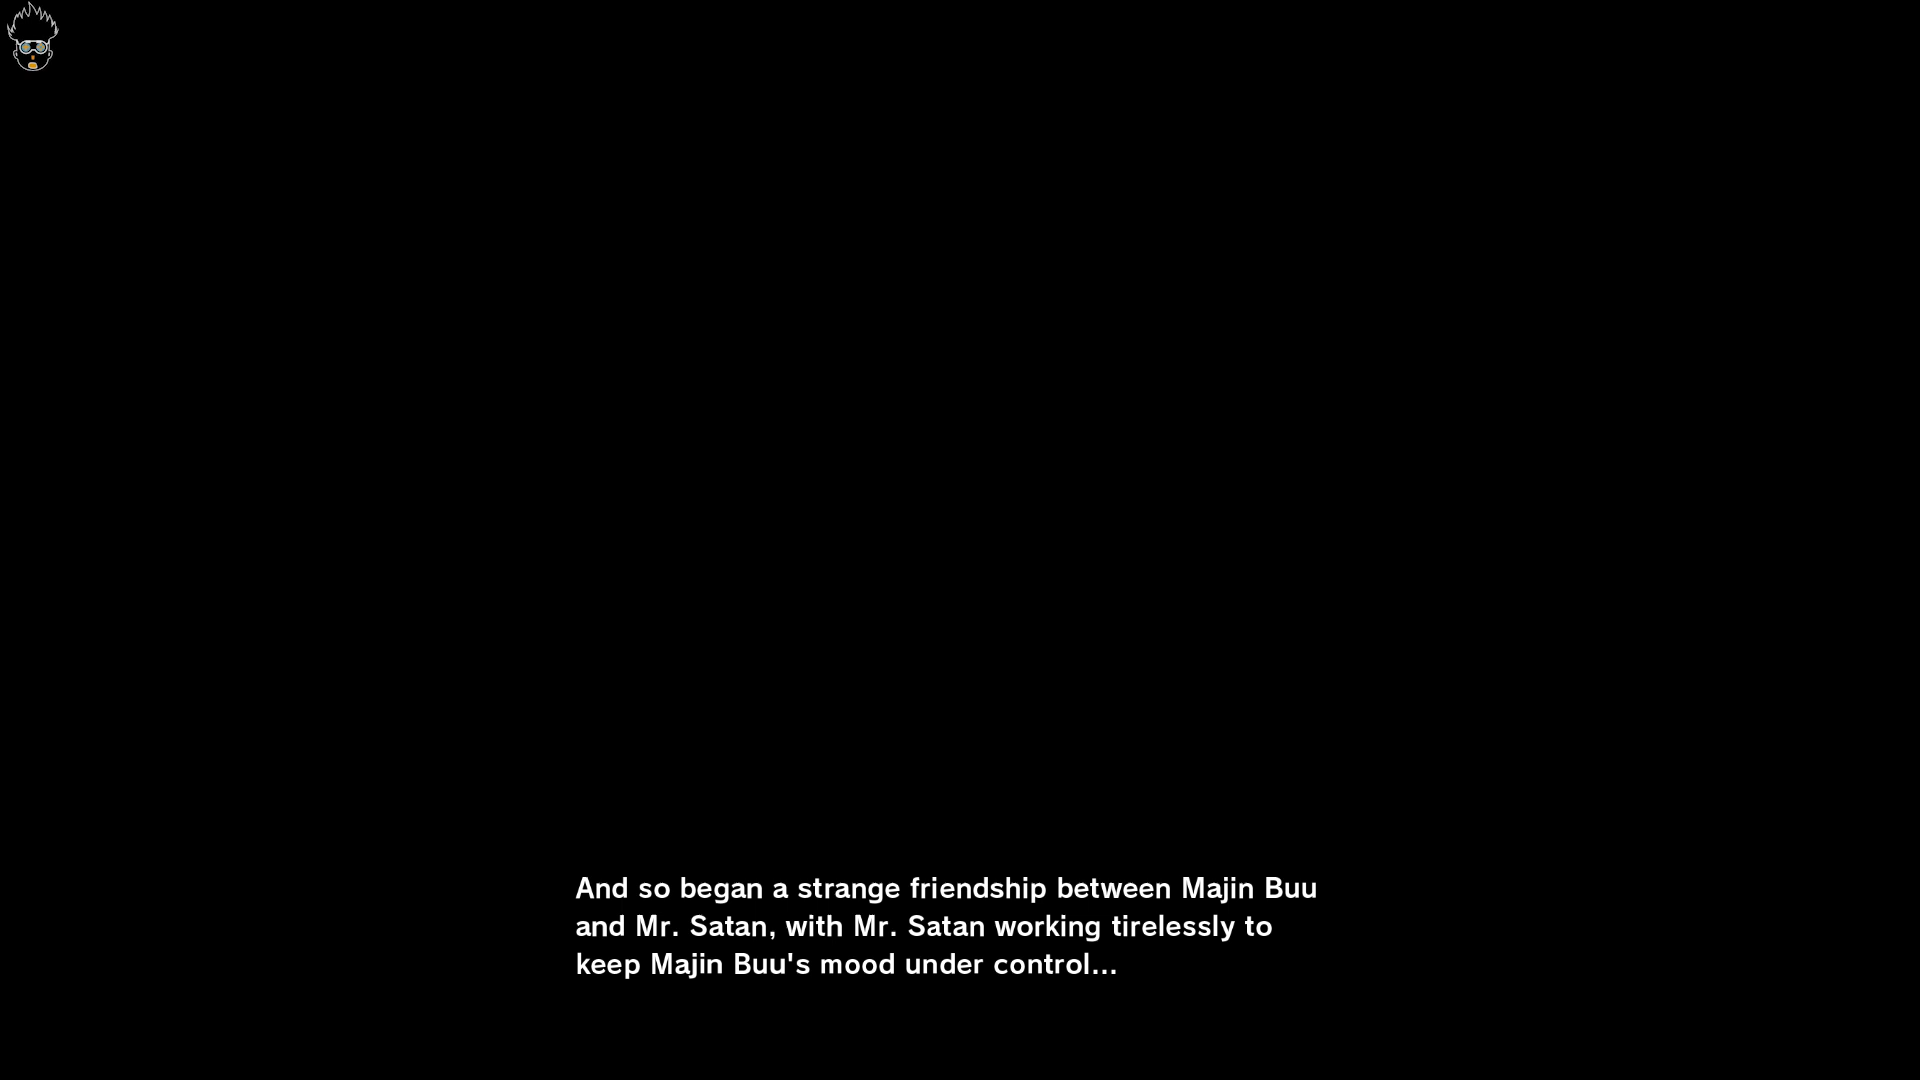 And so began a strange friendship between Majin Buu
and Mr. Satan, with Mr. Satan working tirelessly to
keep Majin Buu's mood under control...